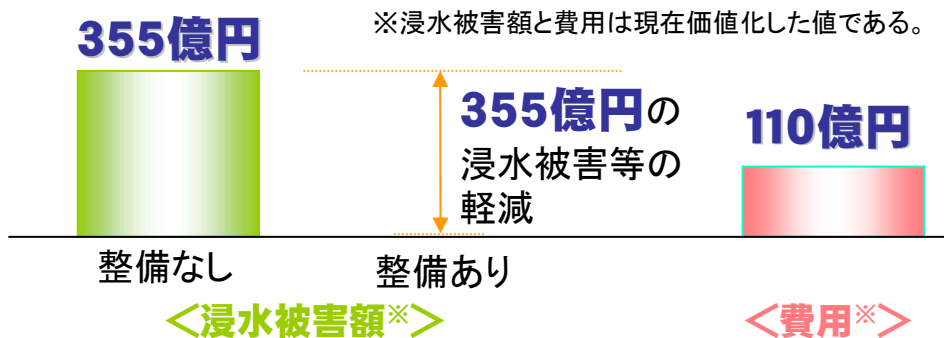 ※浸水被害額と費用は現在価値化した値である。
355億円
355億円の
浸水被害等の
軽減
110億円
整備なし
整備あり
＜浸水被害額※＞
＜費用※＞